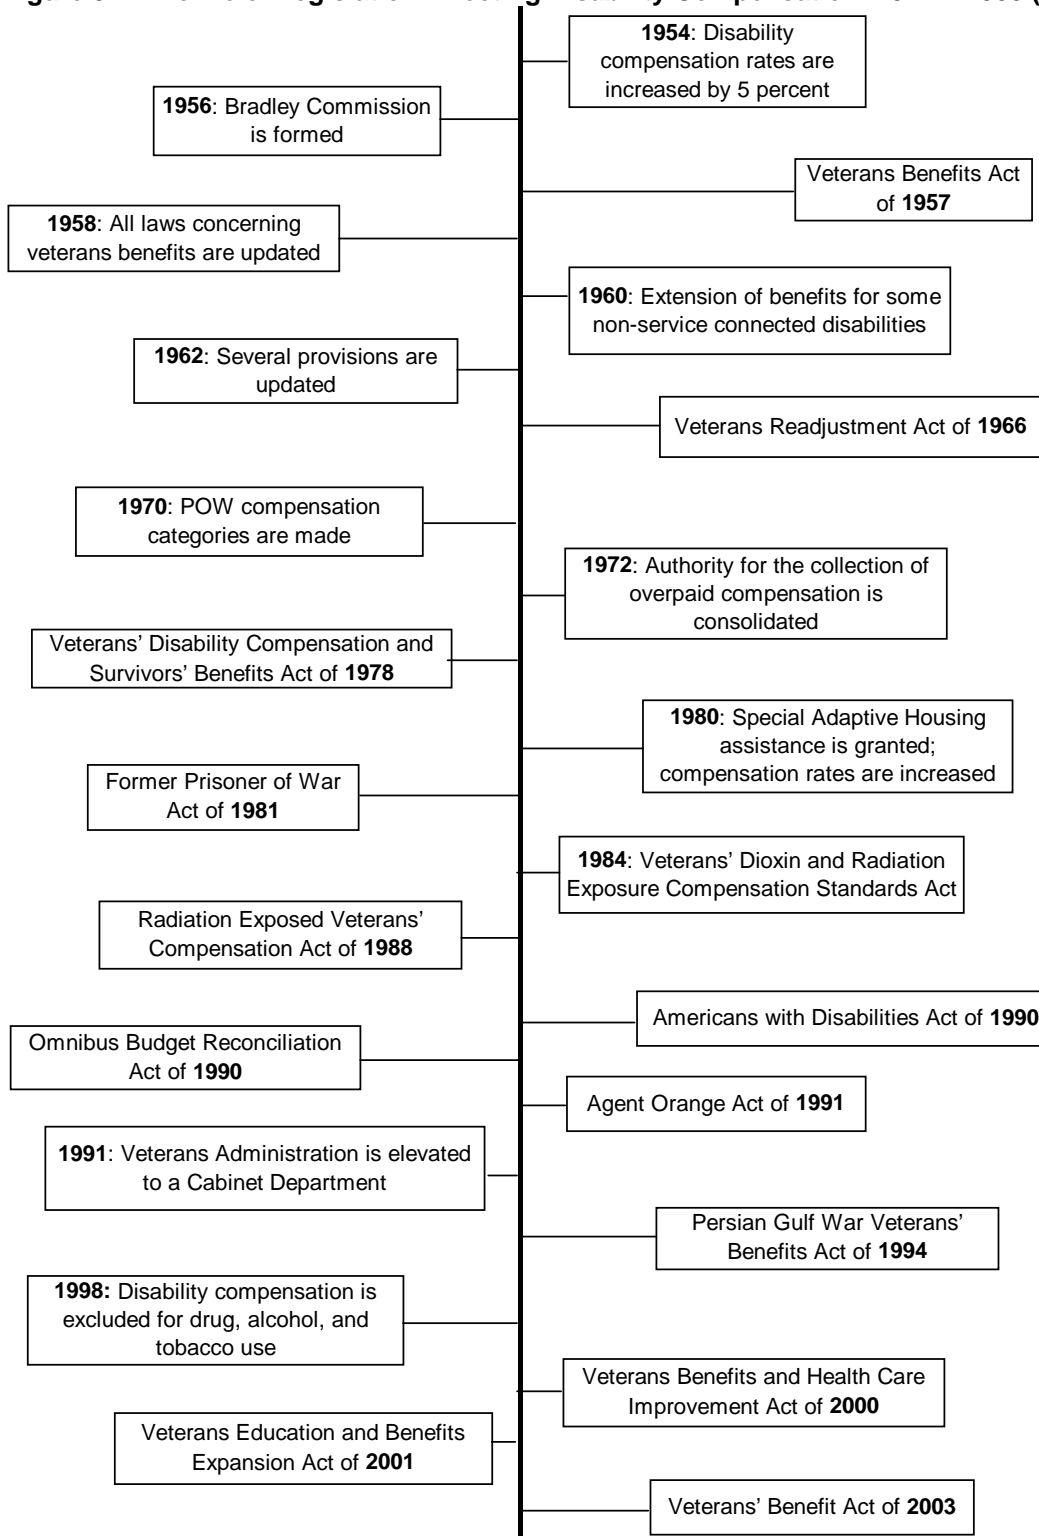 1954: Disability
compensation rates are
increased by 5 percent
1956: Bradley Commission
is formed
Veterans Benefits Act
of 1957
1958: All laws concerning
veterans benefits are updated
1960: Extension of benefits for some
non-service connected disabilities
1962: Several provisions are
updated
Veterans Readjustment Act of 1966
1970: POW compensation
categories are made
1972: Authority for the collection of
overpaid compensation is
consolidated
Veterans’ Disability Compensation and
Survivors’ Benefits Act of 1978
1980: Special Adaptive Housing
assistance is granted;
compensation rates are increased
Former Prisoner of War
Act of 1981
1984: Veterans’ Dioxin and Radiation
Exposure Compensation Standards Act
Radiation Exposed Veterans’
Compensation Act of 1988
Americans with Disabilities Act of 1990
Omnibus Budget Reconciliation
Act of 1990
Agent Orange Act of 1991
1991: Veterans Administration is elevated
to a Cabinet Department
Persian Gulf War Veterans’
Benefits Act of 1994
1998: Disability compensation is
excluded for drug, alcohol, and
tobacco use
Veterans Benefits and Health Care
Improvement Act of 2000
Veterans Education and Benefits
Expansion Act of 2001
Veterans’ Benefit Act of 2003